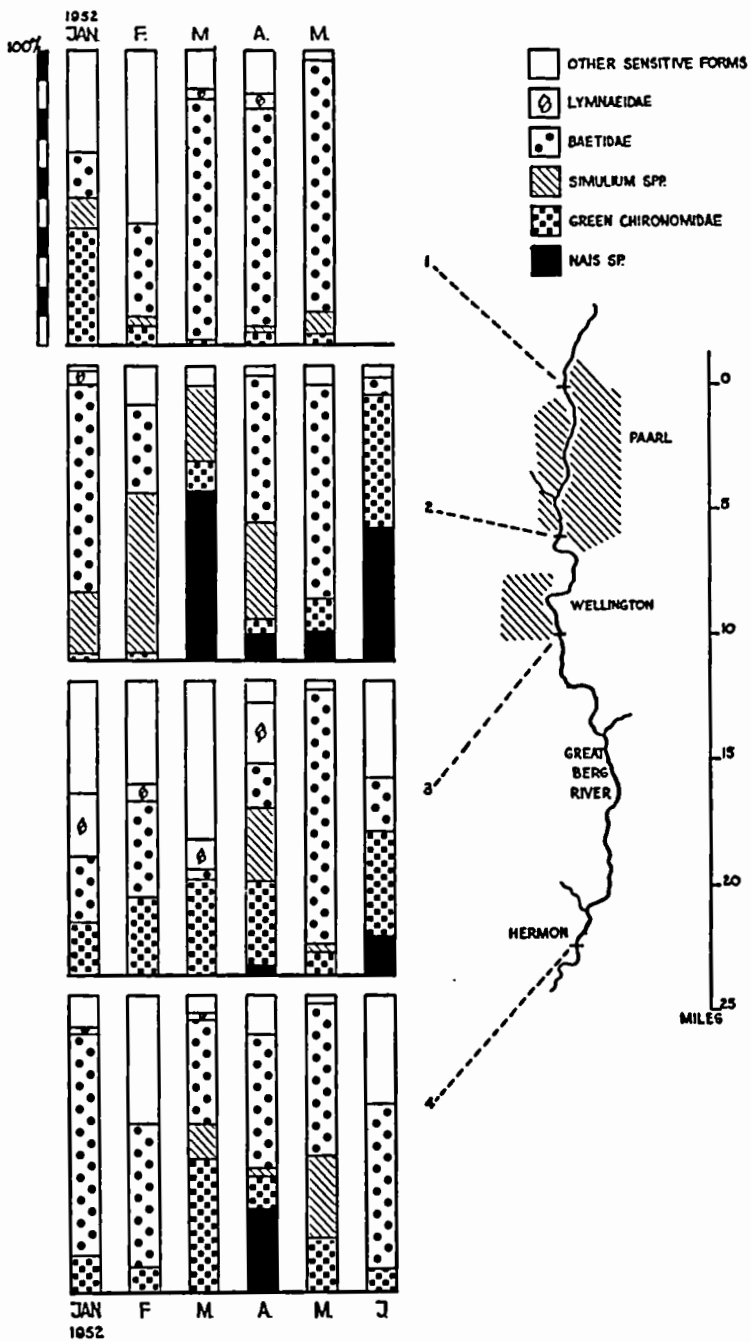 1952
JAN. F. M A. M.
100%
OTHER SENSITIVE FORMS
LYMNAEIDAE
BAETIDAE
SIMULIUM SPP.
GREEN CHIRONOMIDAE
NAIS SP.
1
0
PAARL
5
2
WELLINGTON
10
GREAT
BERG
RIVER
15
3
20
HERMON
25
MILES
4
JAN F M. A. M. J.
1952